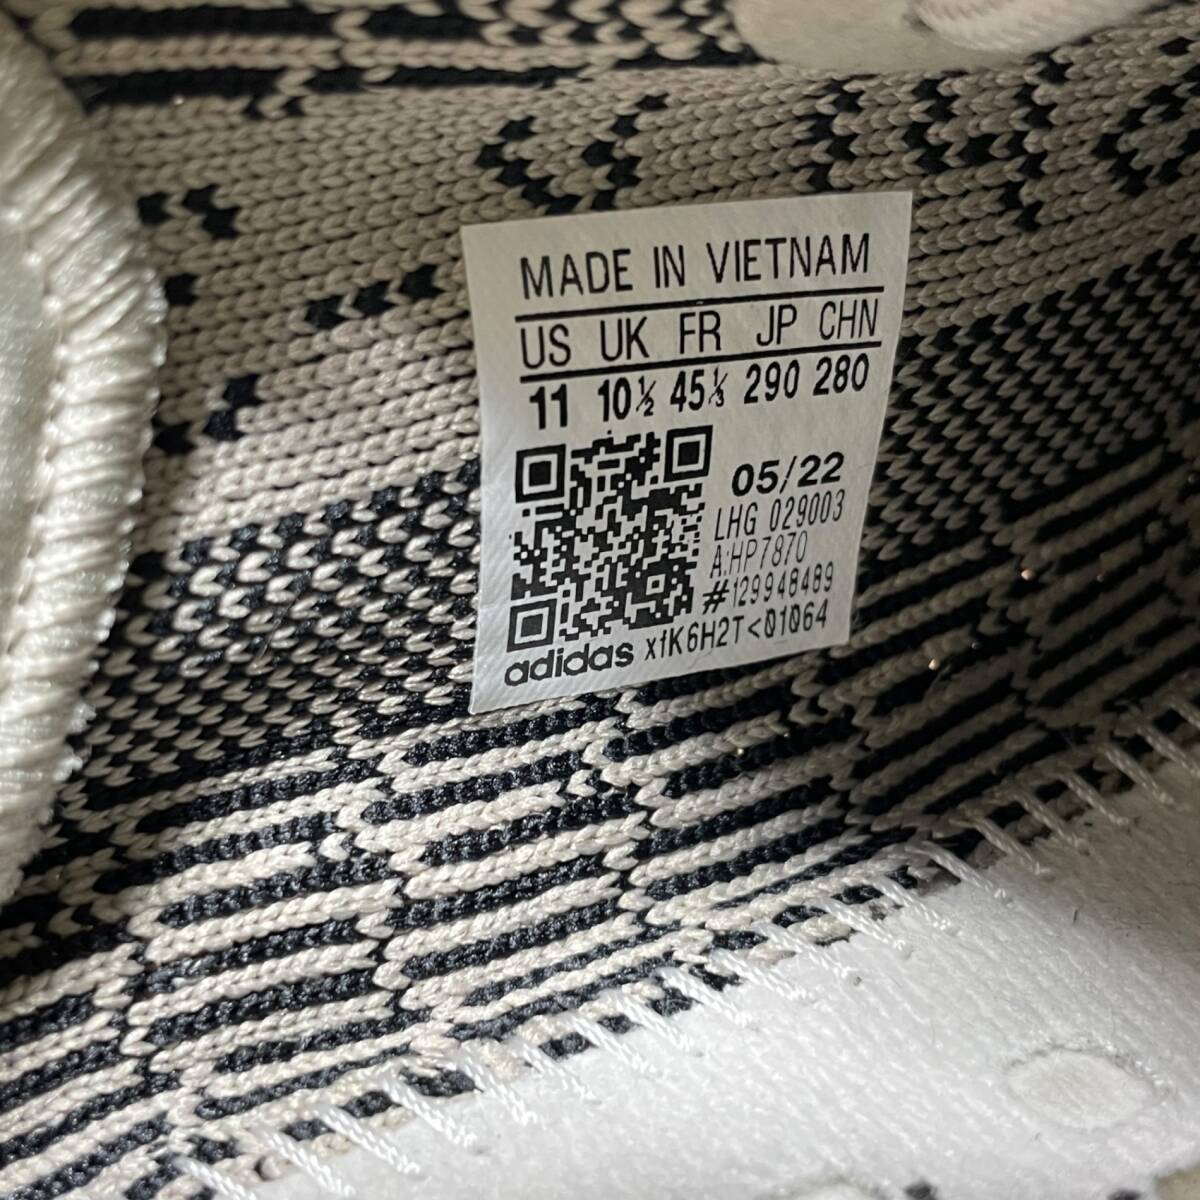 MADE IN VIETNAM
US UK FR JP CHN
11 10½ 45⅓ 290 280
05/22
LHG 029003
A:HP7870
#129948489
adidas xfK6H2T<01064